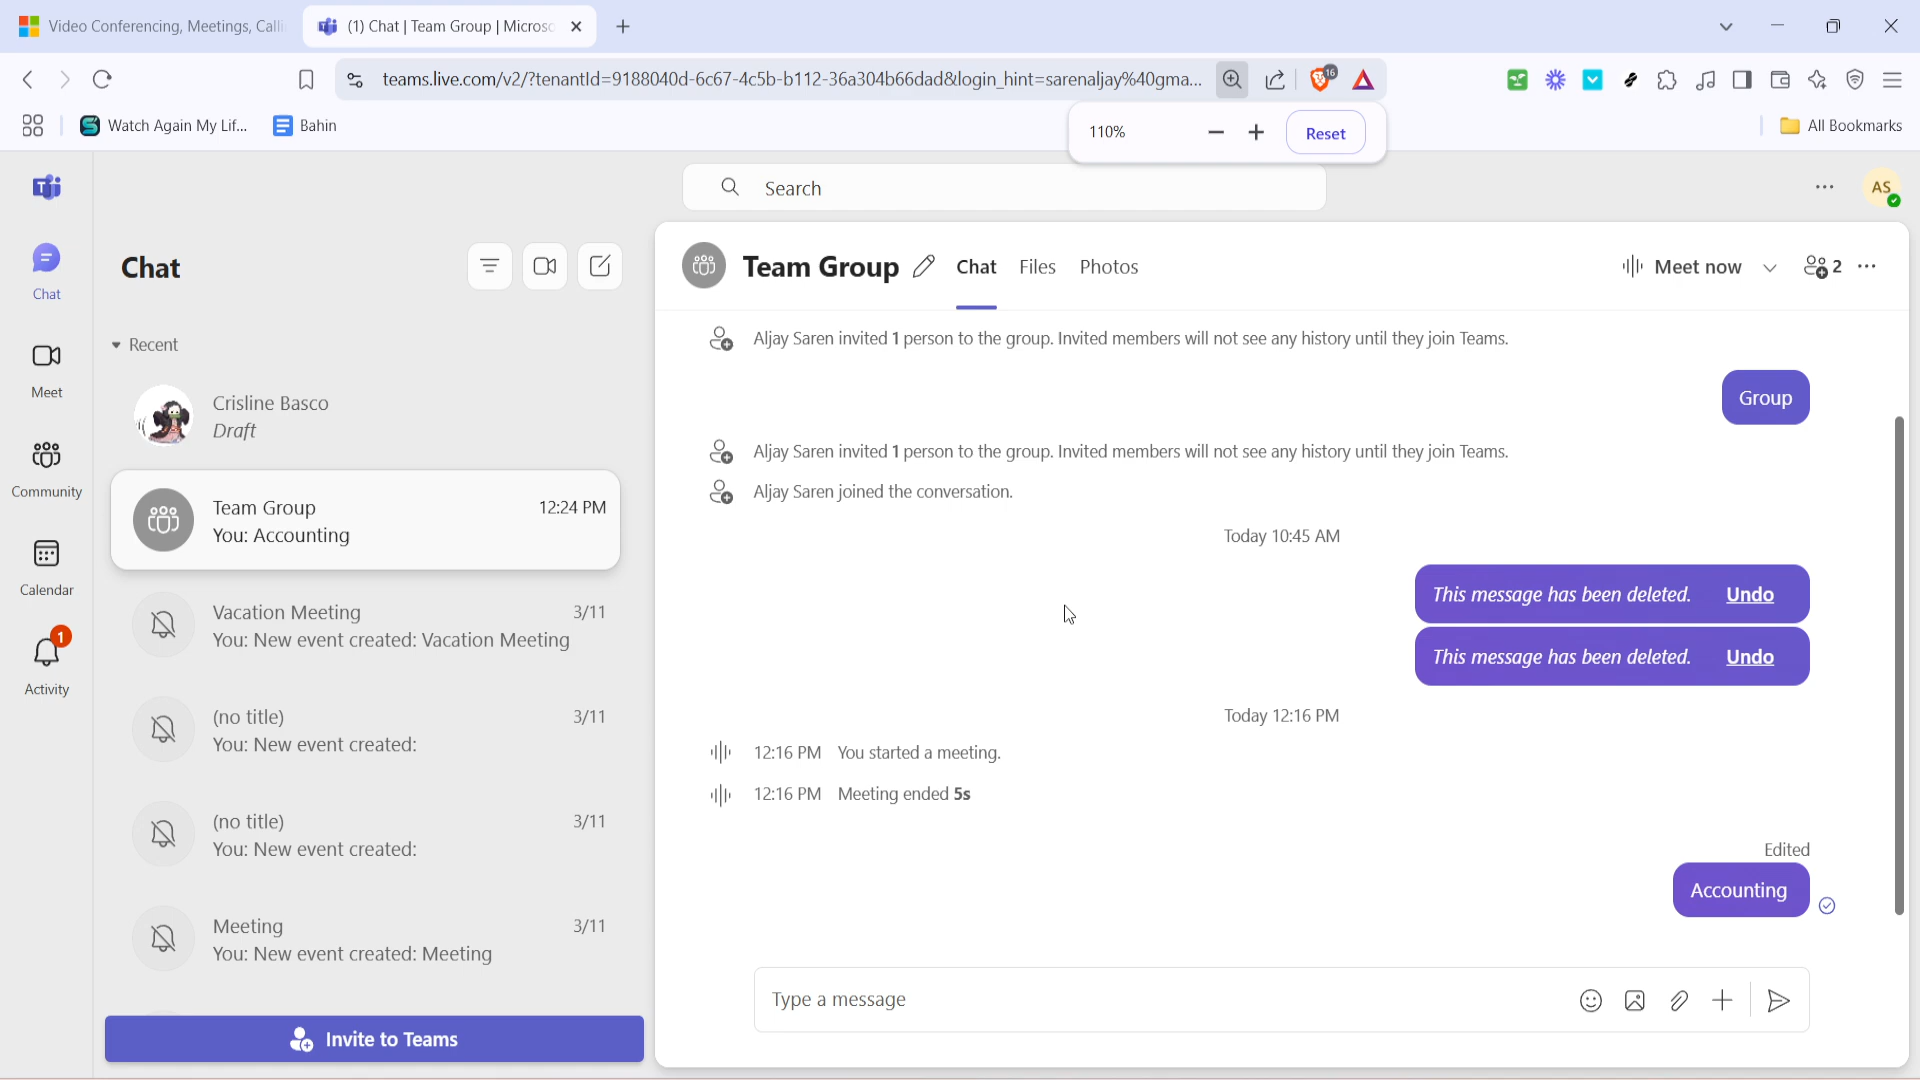 Video Conferencing, Meetings, Calli
(1) Chat | Team Group | Microso
teams.live.com/v2/?tenantId=9188040d-6c67-4c5b-b112-36a304b66dad&login_hint=sarenaljay%40gma...
16
Watch Again My Lif...
Bahin
All Bookmarks
110%
Reset
Search
AS
Chat
Meet
Community
Calendar
1
Activity
Chat
Recent
Crisline Basco
Draft
Team Group
12:24 PM
You: Accounting
Vacation Meeting
3/11
You: New event created: Vacation Meeting
(no title)
3/11
You: New event created:
(no title)
3/11
You: New event created:
Meeting
3/11
You: New event created: Meeting
Invite to Teams
Team Group
Chat
Files
Photos
Meet now
2
Aljay Saren invited 1 person to the group. Invited members will not see any history until they join Teams.
Group
Aljay Saren invited 1 person to the group. Invited members will not see any history until they join Teams.
Aljay Saren joined the conversation.
Today 10:45 AM
This message has been deleted. Undo
This message has been deleted. Undo
Today 12:16 PM
12:16 PM You started a meeting.
12:16 PM Meeting ended 5s
Edited
Accounting
Type a message